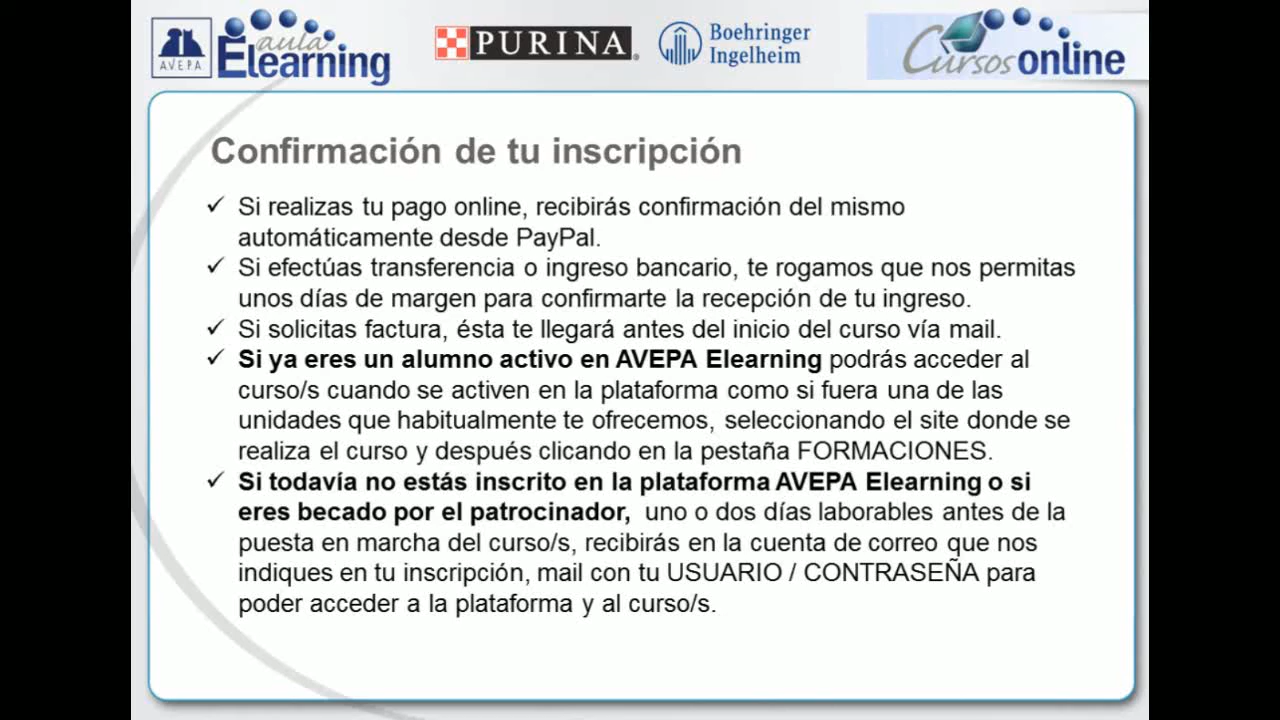 AVEPA
aula
Elearning
PURINA®
Boehringer
Ingelheim
Cursos online
Confirmación de tu inscripción
✓ Si realizas tu pago online, recibirás confirmación del mismo
automáticamente desde PayPal.
✓ Si efectúas transferencia o ingreso bancario, te rogamos que nos permitas
unos días de margen para confirmarte la recepción de tu ingreso.
✓ Si solicitas factura, ésta te llegará antes del inicio del curso vía mail.
✓ Si ya eres un alumno activo en AVEPA Elearning podrás acceder al
curso/s cuando se activen en la plataforma como si fuera una de las
unidades que habitualmente te ofrecemos, seleccionando el site donde se
realiza el curso y después clicando en la pestaña FORMACIONES.
✓ Si todavía no estás inscrito en la plataforma AVEPA Elearning o si
eres becado por el patrocinador, uno o dos días laborables antes de la
puesta en marcha del curso/s, recibirás en la cuenta de correo que nos
indiques en tu inscripción, mail con tu USUARIO / CONTRASEÑA para
poder acceder a la plataforma y al curso/s.